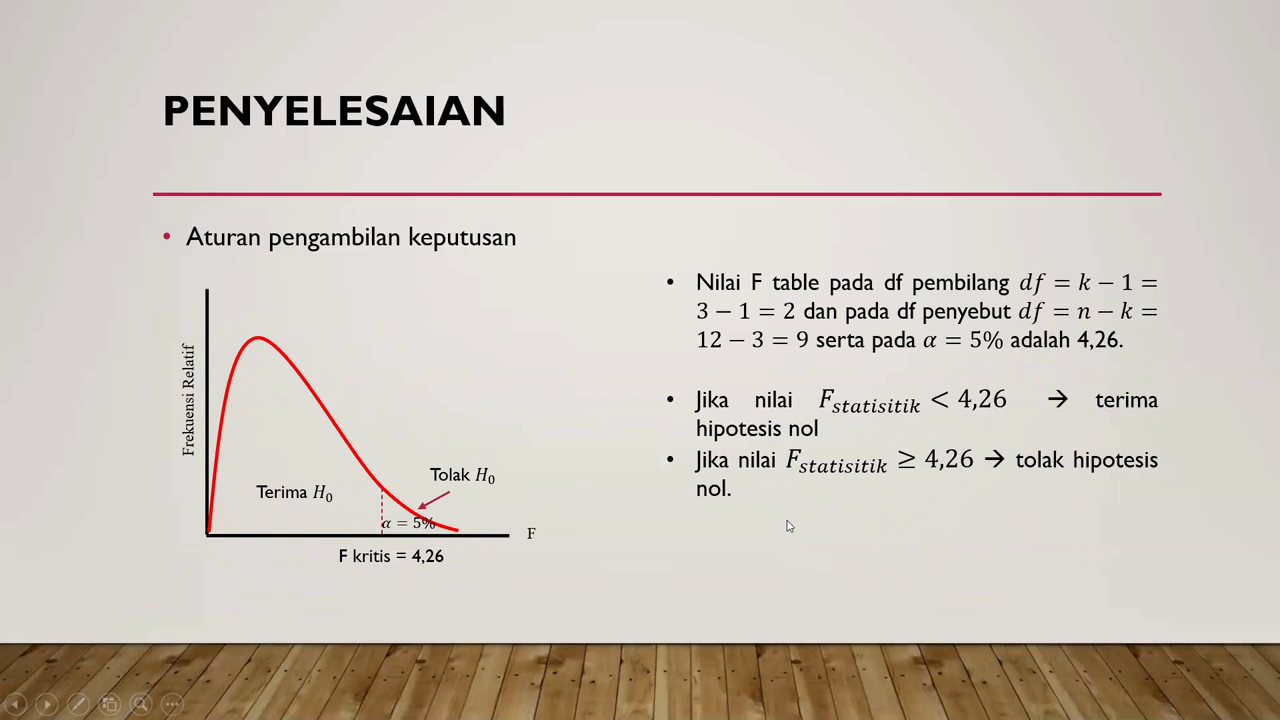 PENYELESAIAN
• Aturan pengambilan keputusan
Frekuensi Relatif
Terima H₀
Tolak H₀
α = 5%
F
F kritis = 4,26
• Nilai F table pada df pembilang df = k − 1 =
3 − 1 = 2 dan pada df penyebut df = n − k =
12 − 3 = 9 serta pada α = 5% adalah 4,26.
• Jika nilai F_statisitik < 4,26 → terima
hipotesis nol
• Jika nilai F_statisitik ≥ 4,26 → tolak hipotesis
nol.